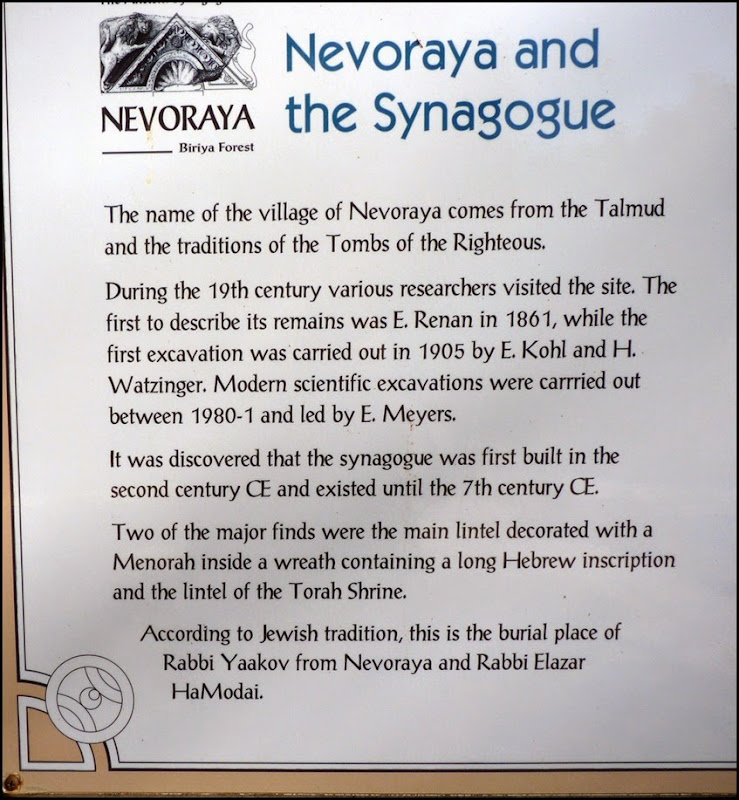 NEVORAYA
Biriya Forest
Nevoraya and
the Synagogue
The name of the village of Nevoraya comes from the Talmud
and the traditions of the Tombs of the Righteous.
During the 19th century various researchers visited the site. The
first to describe its remains was E. Renan in 1861, while the
first excavation was carried out in 1905 by E. Kohl and H.
Watzinger. Modern scientific excavations were carrried out
between 1980-1 and led by E. Meyers.
It was discovered that the synagogue was first built in the
second century CE and existed until the 7th century CE.
Two of the major finds were the main lintel decorated with a
Menorah inside a wreath containing a long Hebrew inscription
and the lintel of the Torah Shrine.
According to Jewish tradition, this is the burial place of
Rabbi Yaakov from Nevoraya and Rabbi Elazar
HaModai.